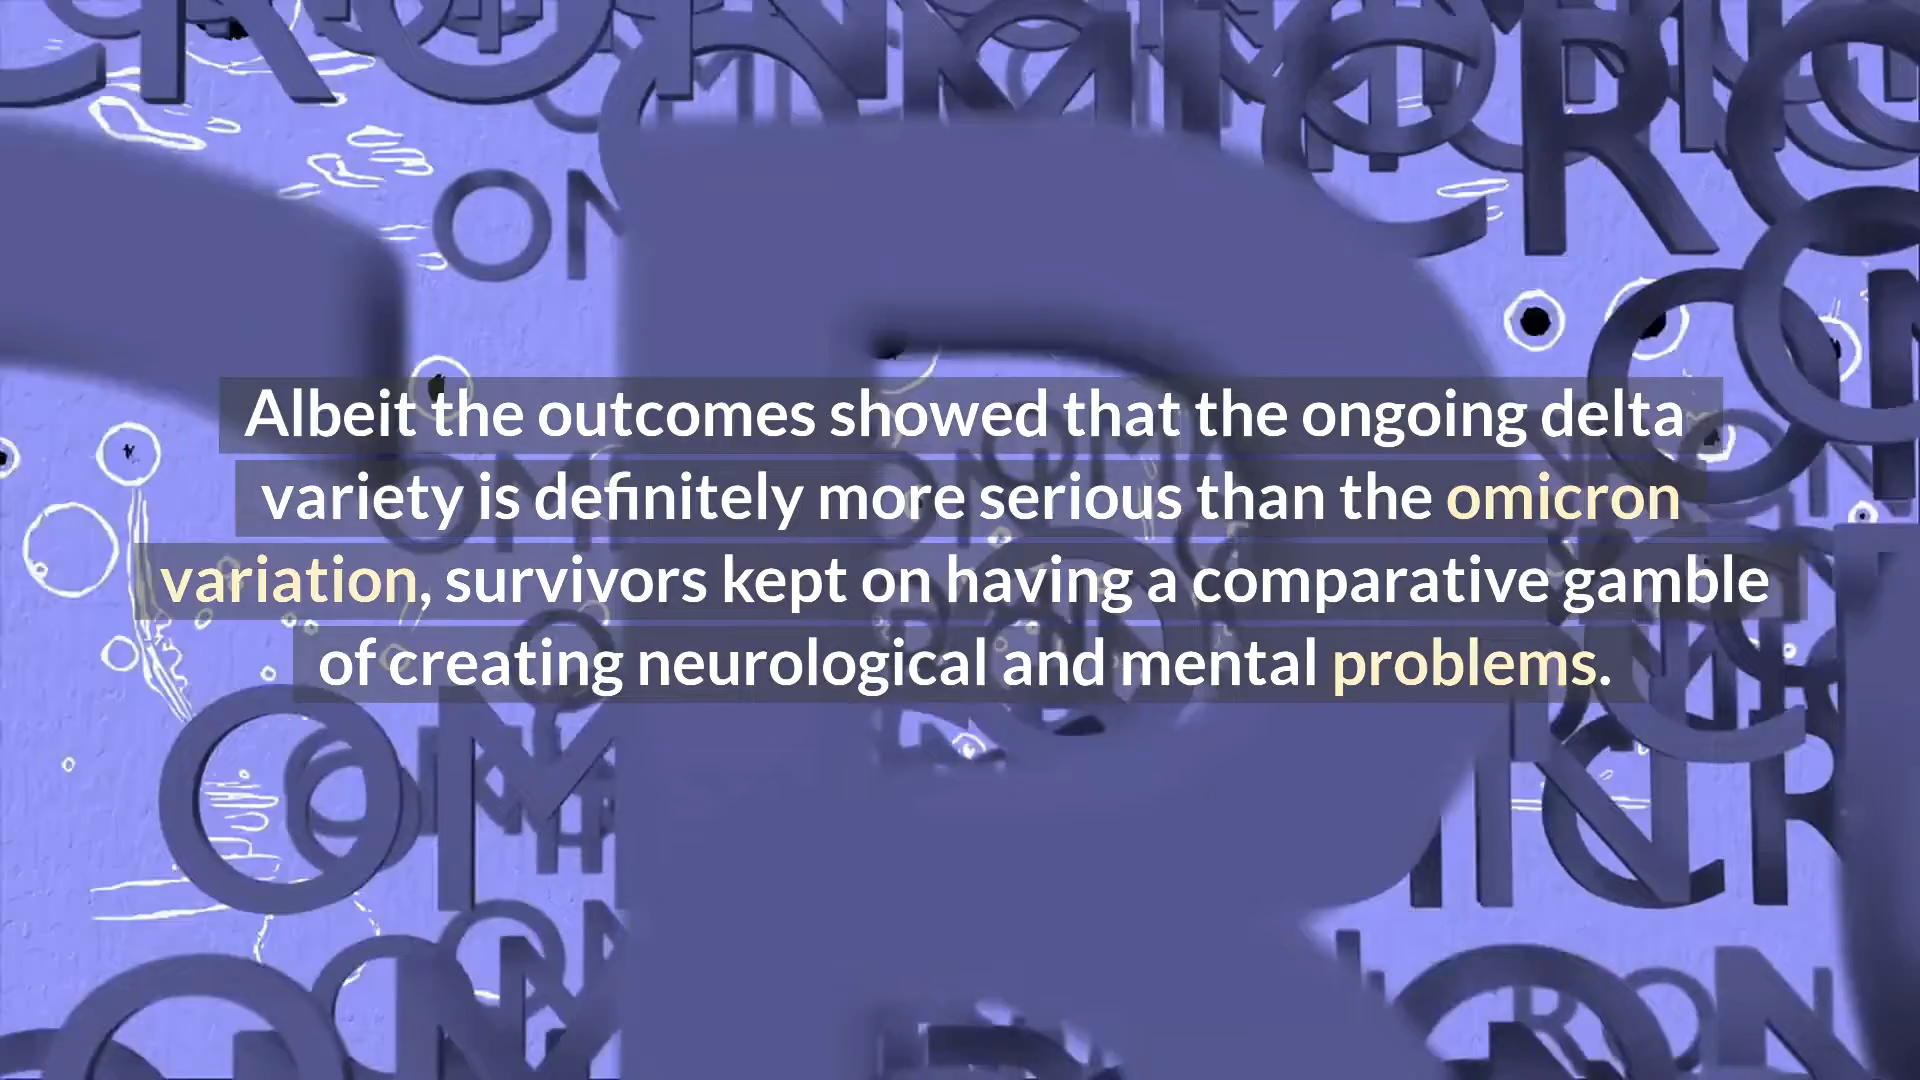 Albeit the outcomes showed that the ongoing delta
variety is definitely more serious than the omicron
variation, survivors kept on having a comparative gamble
of creating neurological and mental problems.